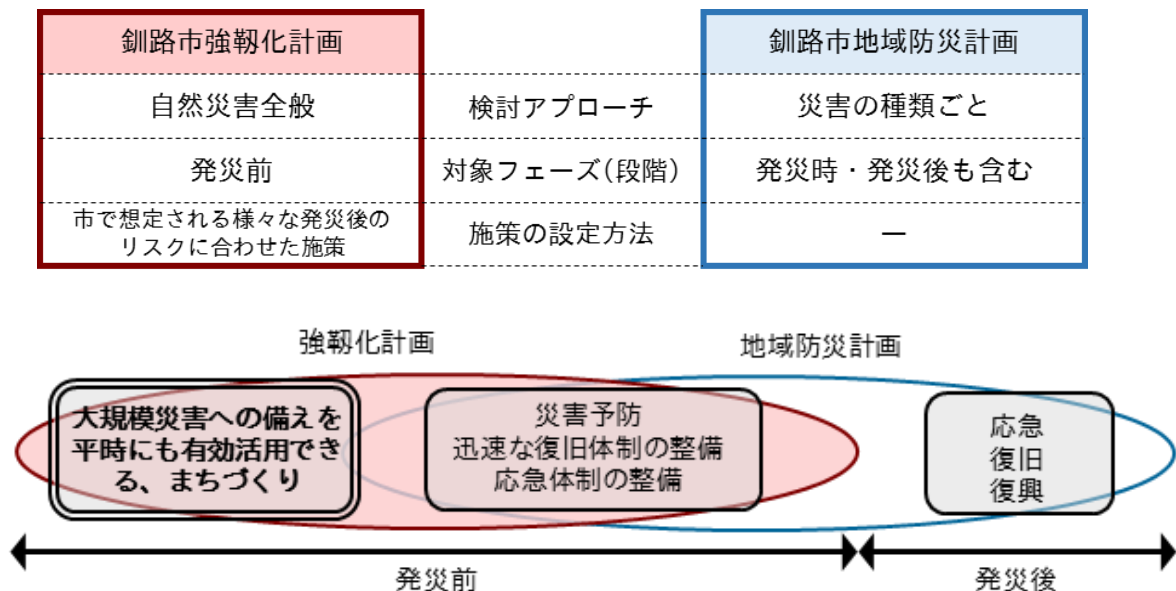 釧路市強靱化計画
釧路市地域防災計画
自然災害全般
検討アプローチ
災害の種類ごと
発災前
対象フェーズ(段階)
発災時・発災後も含む
市で想定される様々な発災後の
リスクに合わせた施策
施策の設定方法
―
強靱化計画
地域防災計画
大規模災害への備えを
平時にも有効活用でき
る、まちづくり
災害予防
迅速な復旧体制の整備
応急体制の整備
応急
復旧
復興
発災前
発災後